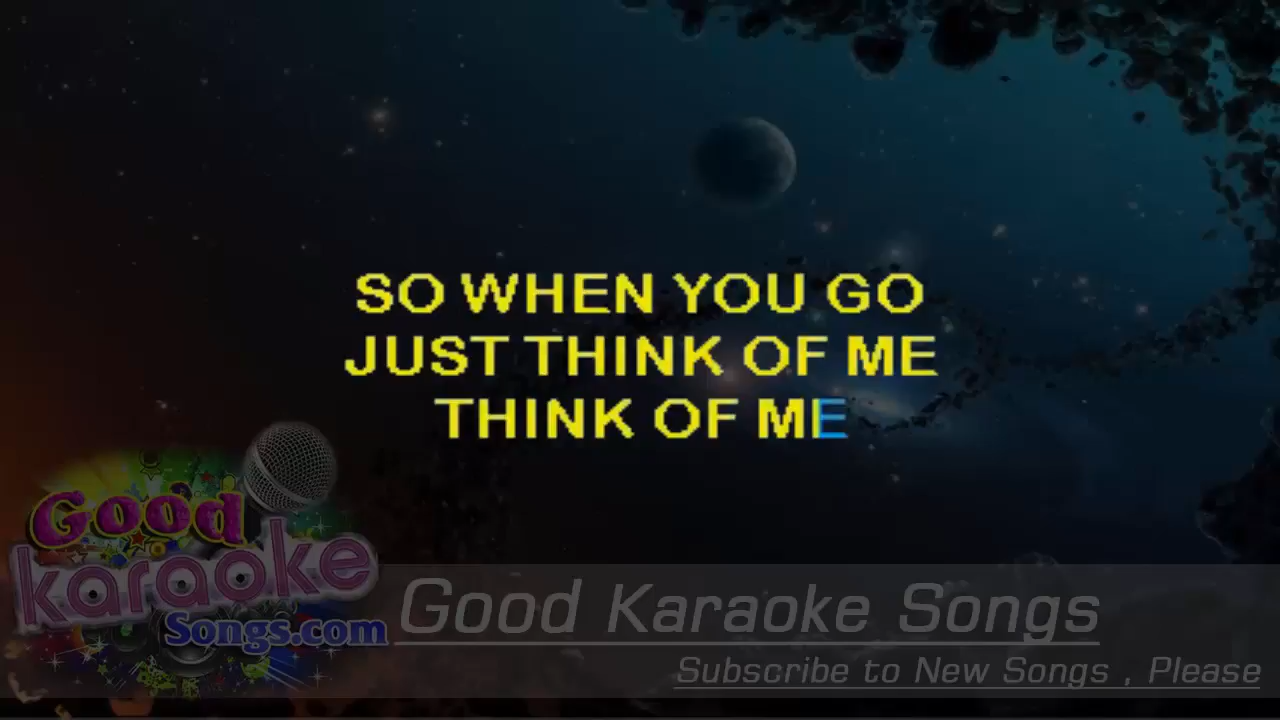 SO WHEN YOU GO
JUST THINK OF ME
THINK OF ME
Good
karaoke
Songs.com
Good Karaoke Songs
Subscribe to New Songs , Please